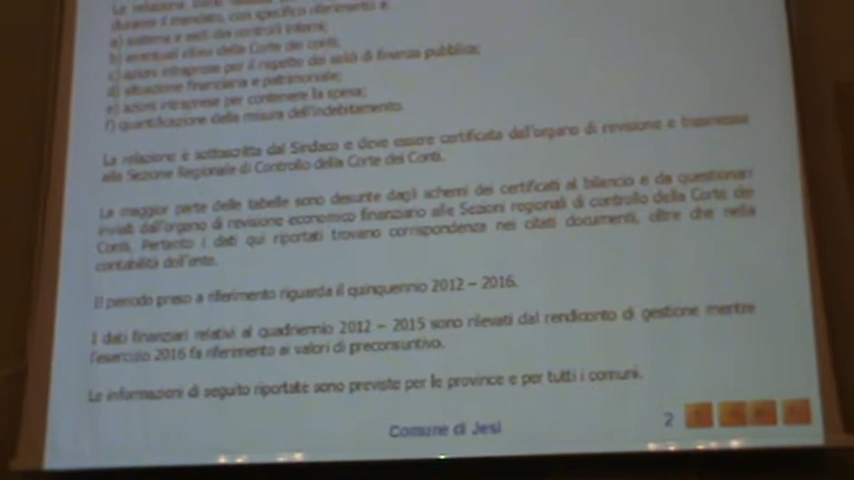 La relazione
durante il mandato, con specifico riferimento a:
a) sistema e esiti dei controlli interni;
b) eventuali rilievi della Corte dei conti;
c) azioni intraprese per il rispetto dei saldi di finanza pubblica;
d) situazione finanziaria e patrimoniale;
e) azioni intraprese per contenere la spesa;
f) quantificazione della misura dell'indebitamento.
La relazione è sottoscritta dal Sindaco e deve essere certificata dall'organo di revisione e trasmessa
alla Sezione Regionale di Controllo della Corte dei Conti.
La maggior parte delle tabelle sono desunte dagli schemi dei certificati al bilancio e da questionari
inviati dall'organo di revisione economico finanziario alle Sezioni regionali di controllo della Corte dei
Conti. Pertanto i dati qui riportati trovano corrispondenza nei citati documenti, oltre che nella
contabilità dell'ente.
Il periodo preso a riferimento riguarda il quinquennio 2012 – 2016.
I dati finanziari relativi al quadriennio 2012 – 2015 sono rilevati dal rendiconto di gestione mentre
l'esercizio 2016 fa riferimento ai valori di preconsuntivo.
Le informazioni di seguito riportate sono previste per le province e per tutti i comuni.
Comune di Jesi
2